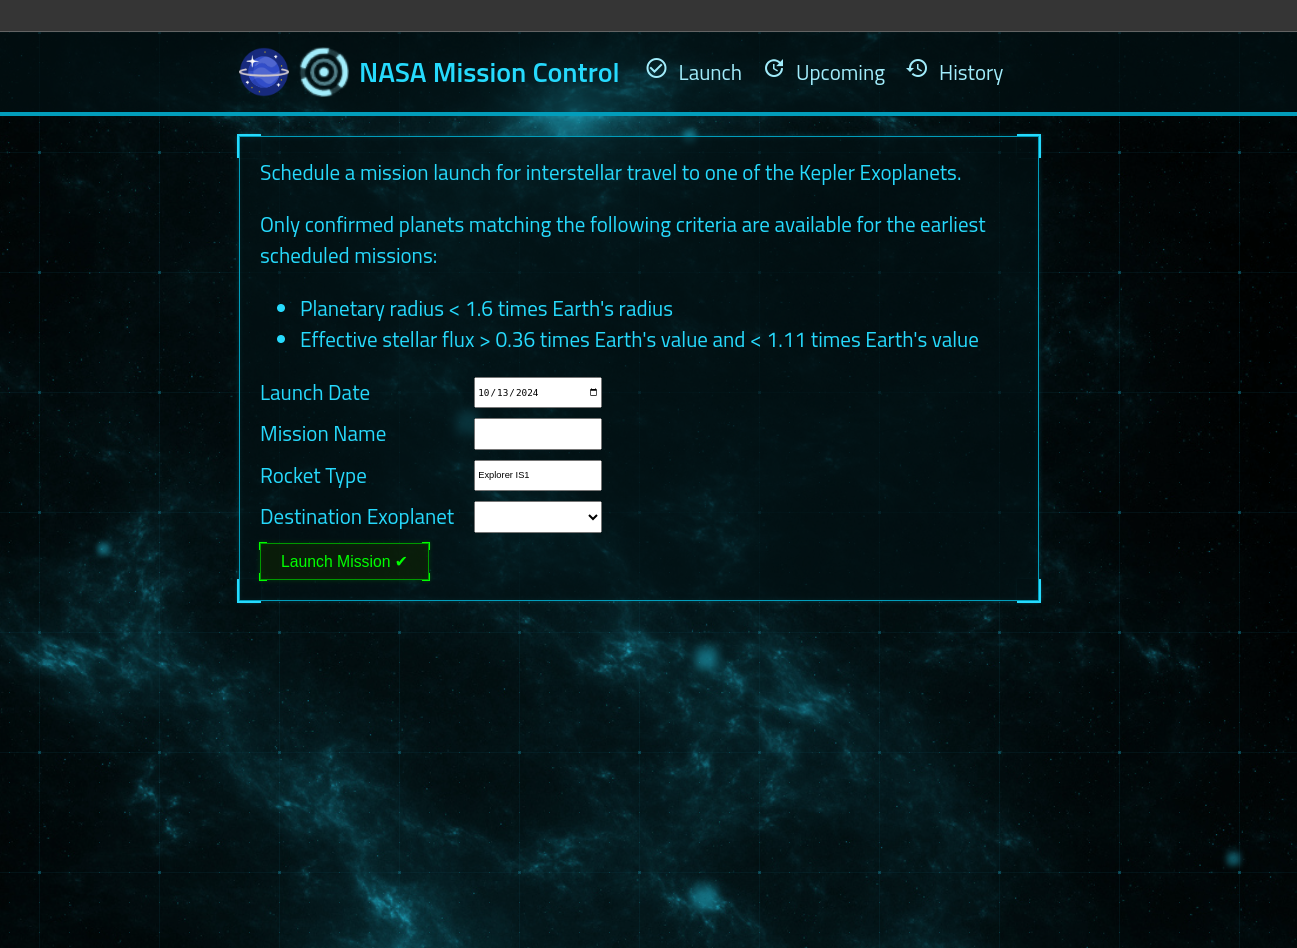 NASA Mission Control
Launch
Upcoming
History
Schedule a mission launch for interstellar travel to one of the Kepler Exoplanets.
Only confirmed planets matching the following criteria are available for the earliest
scheduled missions:
• Planetary radius < 1.6 times Earth's radius
• Effective stellar flux > 0.36 times Earth's value and < 1.11 times Earth's value
Launch Date 10/13/2024
Mission Name
Rocket Type Explorer IS1
Destination Exoplanet
Launch Mission ✔